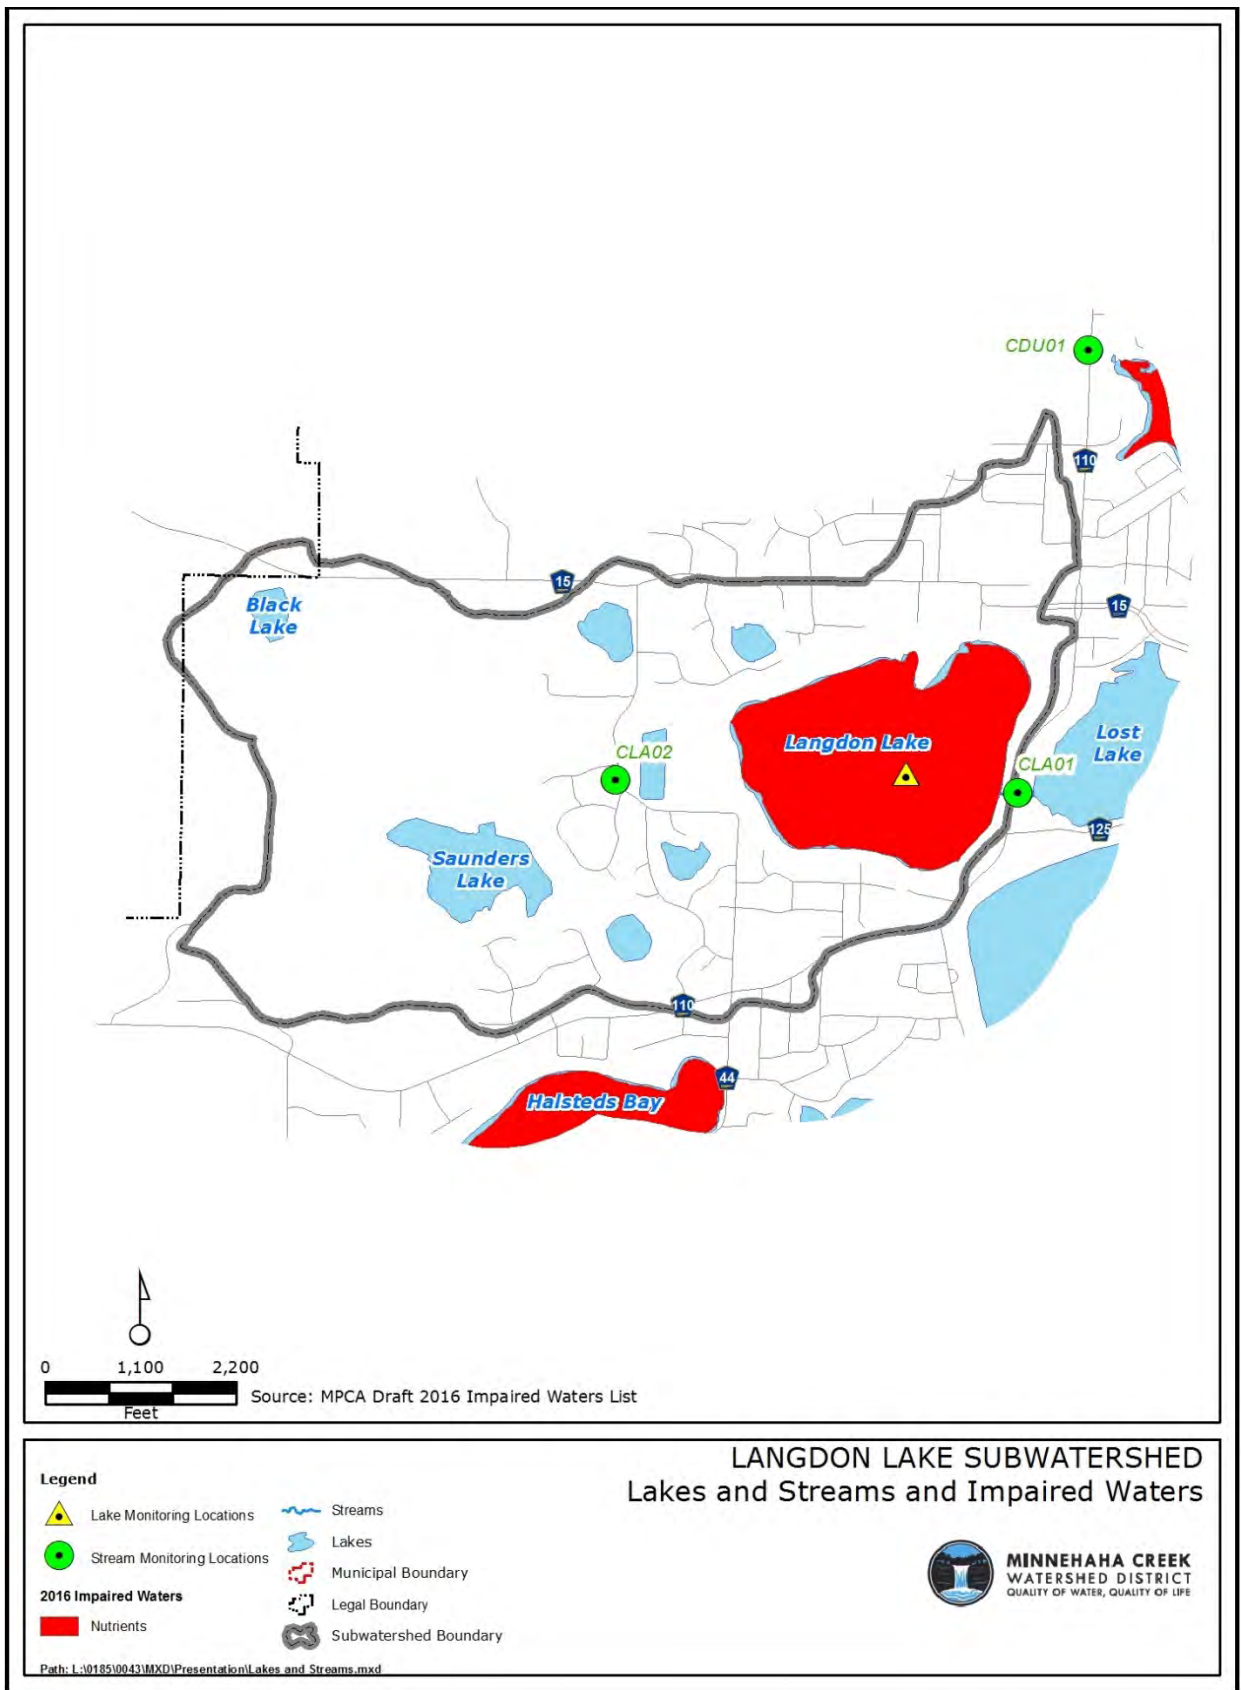 CDU01
110
15
Black
Lake
15
Langdon Lake
Lost
Lake
CLA02
CLA01
125
Saunders
Lake
110
44
Halsteds Bay
0 1,100 2,200
Feet
Source: MPCA Draft 2016 Impaired Waters List
LANGDON LAKE SUBWATERSHED
Lakes and Streams and Impaired Waters
Legend
Lake Monitoring Locations
Stream Monitoring Locations
2016 Impaired Waters
Nutrients
Streams
Lakes
Municipal Boundary
Legal Boundary
Subwatershed Boundary
MINNEHAHA CREEK
WATERSHED DISTRICT
QUALITY OF WATER, QUALITY OF LIFE
Path: L:\0185\0043\MXD\Presentation\Lakes and Streams.mxd